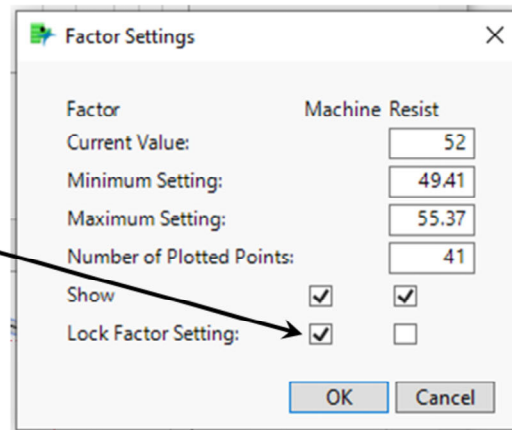 Factor Settings
Factor Machine Resist
Current Value: 52
Minimum Setting: 49.41
Maximum Setting: 55.37
Number of Plotted Points: 41
Show
Lock Factor Setting:
OK Cancel